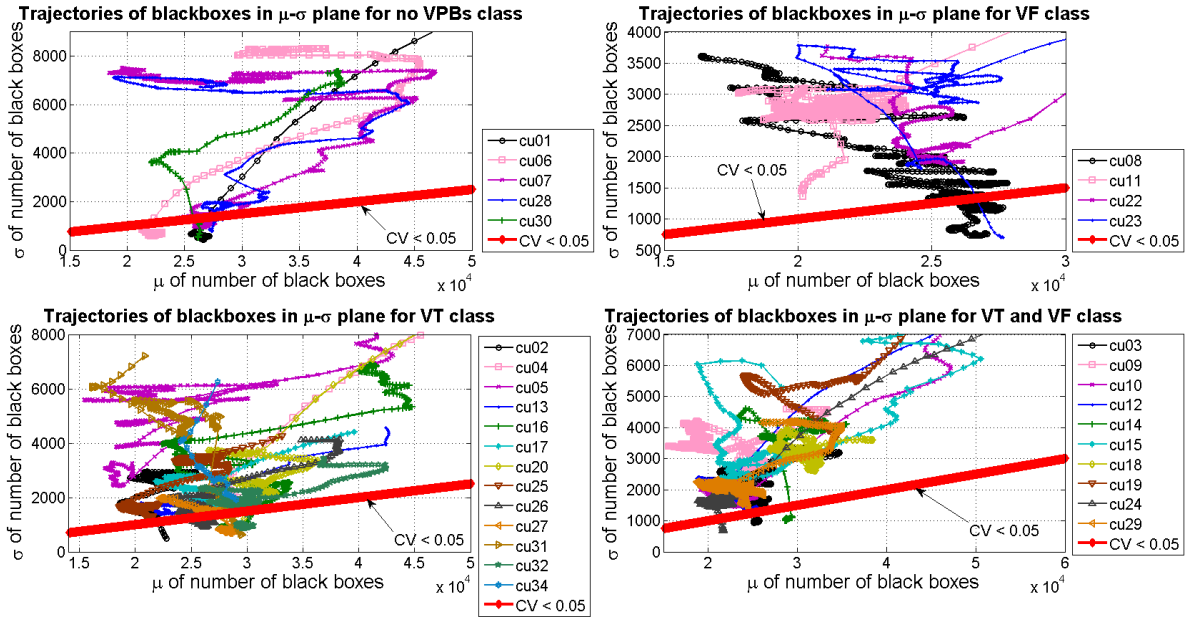 Trajectories of blackboxes in μ-σ plane for no VPBs class
σ of number of black boxes
8000
6000
4000
2000
0
1.5
2
2.5
3
3.5
4
4.5
5
x 10⁴
μ of number of black boxes
CV < 0.05
cu01
cu06
cu07
cu28
cu30
CV < 0.05
Trajectories of blackboxes in μ-σ plane for VF class
σ of number of black boxes
4000
3500
3000
2500
2000
1500
1000
500
1.5
2
2.5
3
x 10⁴
μ of number of black boxes
CV < 0.05
cu08
cu11
cu22
cu23
CV < 0.05
Trajectories of blackboxes in μ-σ plane for VT class
σ of number of black boxes
8000
6000
4000
2000
0
1.5
2
2.5
3
3.5
4
4.5
5
x 10⁴
μ of number of black boxes
CV < 0.05
cu02
cu04
cu05
cu13
cu16
cu17
cu20
cu25
cu26
cu27
cu31
cu32
cu34
CV < 0.05
Trajectories of blackboxes in μ-σ plane for VT and VF class
σ of number of black boxes
7000
6000
5000
4000
3000
2000
1000
0
2
3
4
5
6
x 10⁴
μ of number of black boxes
CV < 0.05
cu03
cu09
cu10
cu12
cu14
cu15
cu18
cu19
cu24
cu29
CV < 0.05